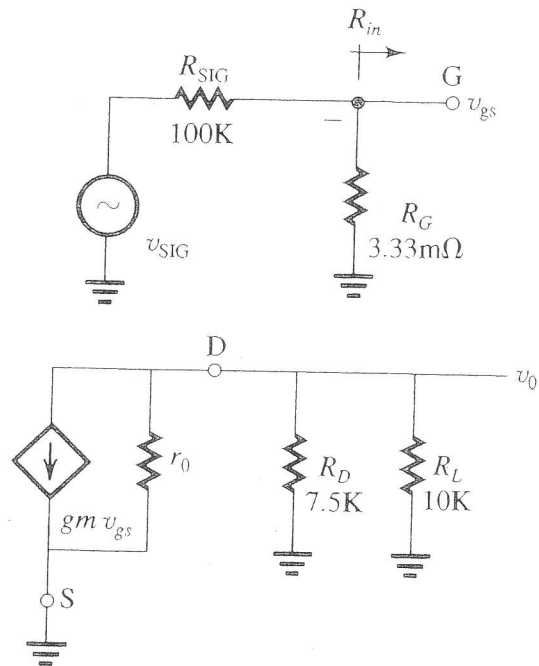 R_in
R_SIG
G
v_gs
100K
−
R_G
3.33mΩ
~
v_SIG
D
v_0
r_0
R_D
R_L
7.5K
10K
gm v_gs
S